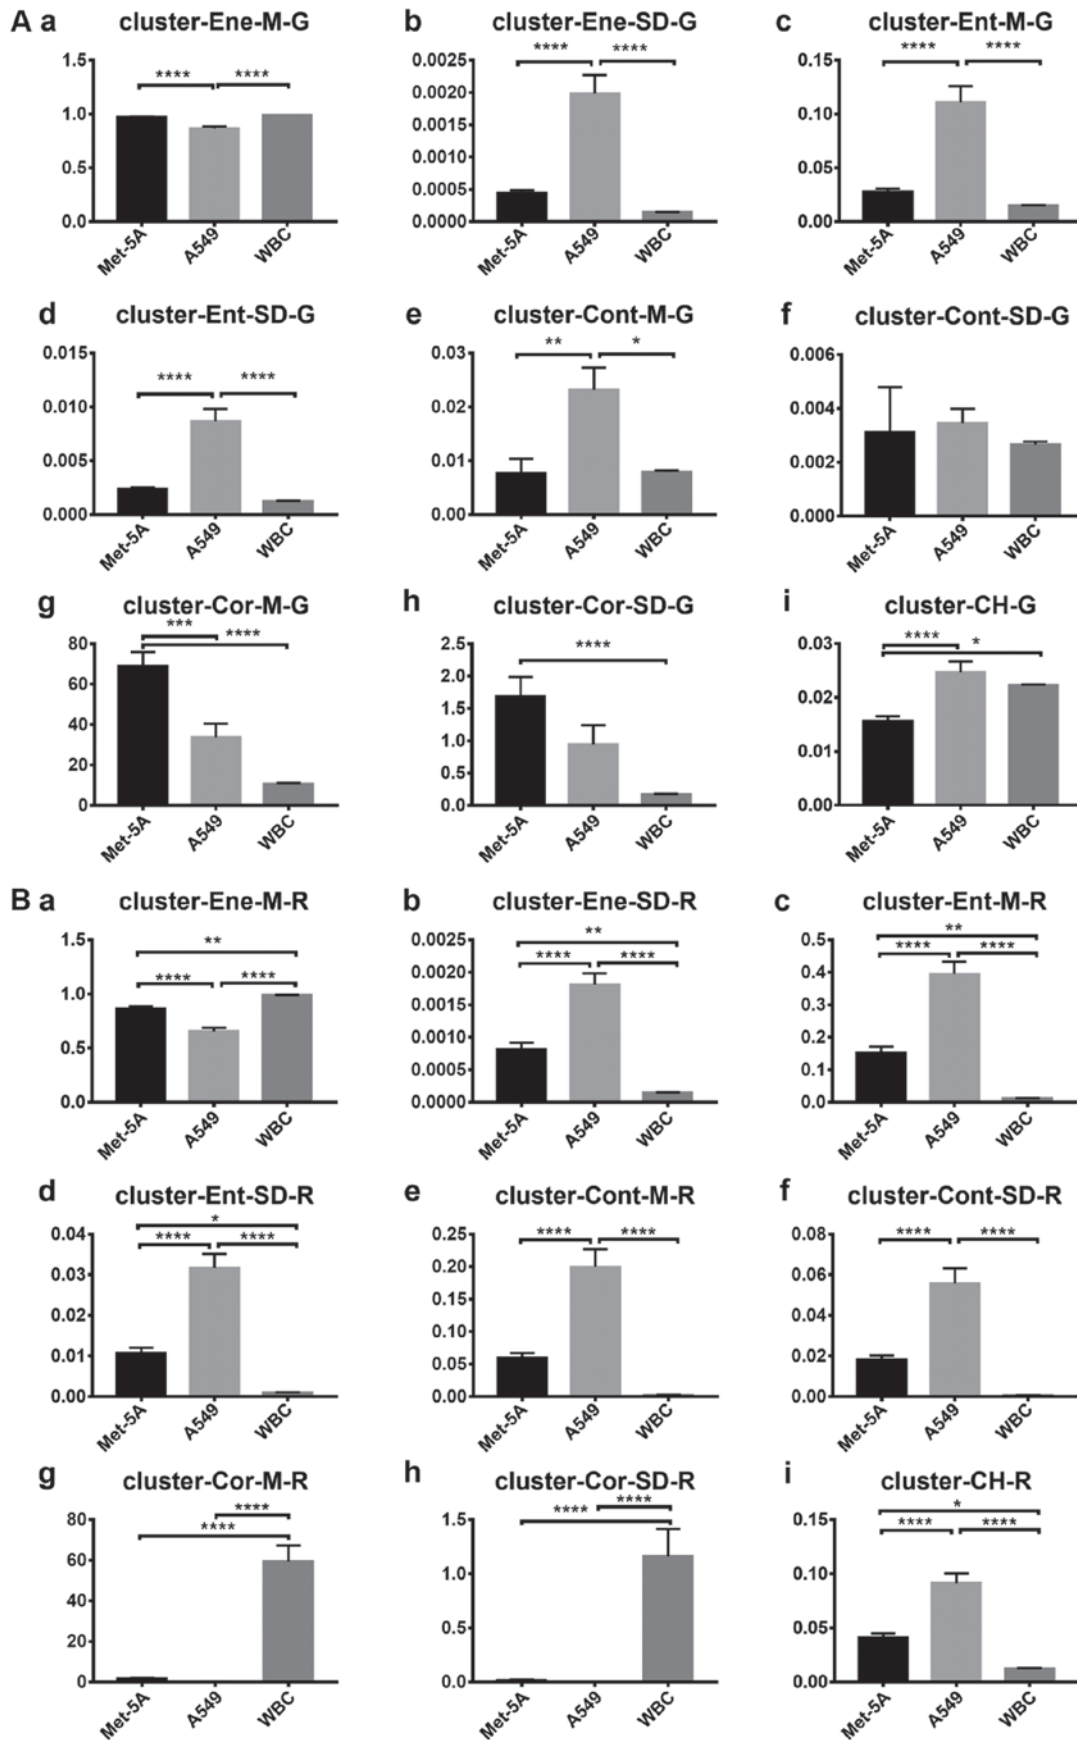 A a cluster-Ene-M-G b cluster-Ene-SD-G c cluster-Ent-M-G
**** **** **** **** **** ****
1.5 1.0 0.5 0.0
Met-5A A549 WBC
0.0025 0.0020 0.0015 0.0010 0.0005 0.0000
Met-5A A549 WBC
0.15 0.10 0.05 0.00
Met-5A A549 WBC
d cluster-Ent-SD-G e cluster-Cont-M-G f cluster-Cont-SD-G
**** **** ** *
0.015 0.010 0.005 0.000
Met-5A A549 WBC
0.03 0.02 0.01 0.00
Met-5A A549 WBC
0.006 0.004 0.002 0.000
Met-5A A549 WBC
g cluster-Cor-M-G h cluster-Cor-SD-G i cluster-CH-G
*** **** **** **** *
80 60 40 20 0
Met-5A A549 WBC
2.5 2.0 1.5 1.0 0.5 0.0
Met-5A A549 WBC
0.03 0.02 0.01 0.00
Met-5A A549 WBC
B a cluster-Ene-M-R b cluster-Ene-SD-R c cluster-Ent-M-R
** **** **** ** **** **** ** **** ****
1.5 1.0 0.5 0.0
Met-5A A549 WBC
0.0025 0.0020 0.0015 0.0010 0.0005 0.0000
Met-5A A549 WBC
0.5 0.4 0.3 0.2 0.1 0.0
Met-5A A549 WBC
d cluster-Ent-SD-R e cluster-Cont-M-R f cluster-Cont-SD-R
* **** **** **** **** **** ****
0.04 0.03 0.02 0.01 0.00
Met-5A A549 WBC
0.25 0.20 0.15 0.10 0.05 0.00
Met-5A A549 WBC
0.08 0.06 0.04 0.02 0.00
Met-5A A549 WBC
g cluster-Cor-M-R h cluster-Cor-SD-R i cluster-CH-R
**** **** **** **** * **** ****
80 60 40 20 0
Met-5A A549 WBC
1.5 1.0 0.5 0.0
Met-5A A549 WBC
0.15 0.10 0.05 0.00
Met-5A A549 WBC